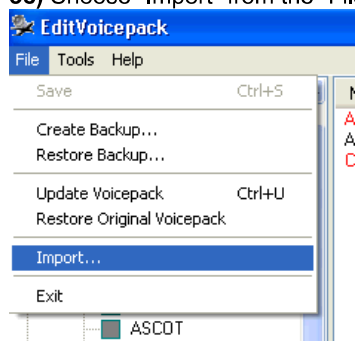 EditVoicepack
File Tools Help
Save Ctrl+S
Create Backup...
Restore Backup...
Update Voicepack Ctrl+U
Restore Original Voicepack
Import...
Exit
ASCOT